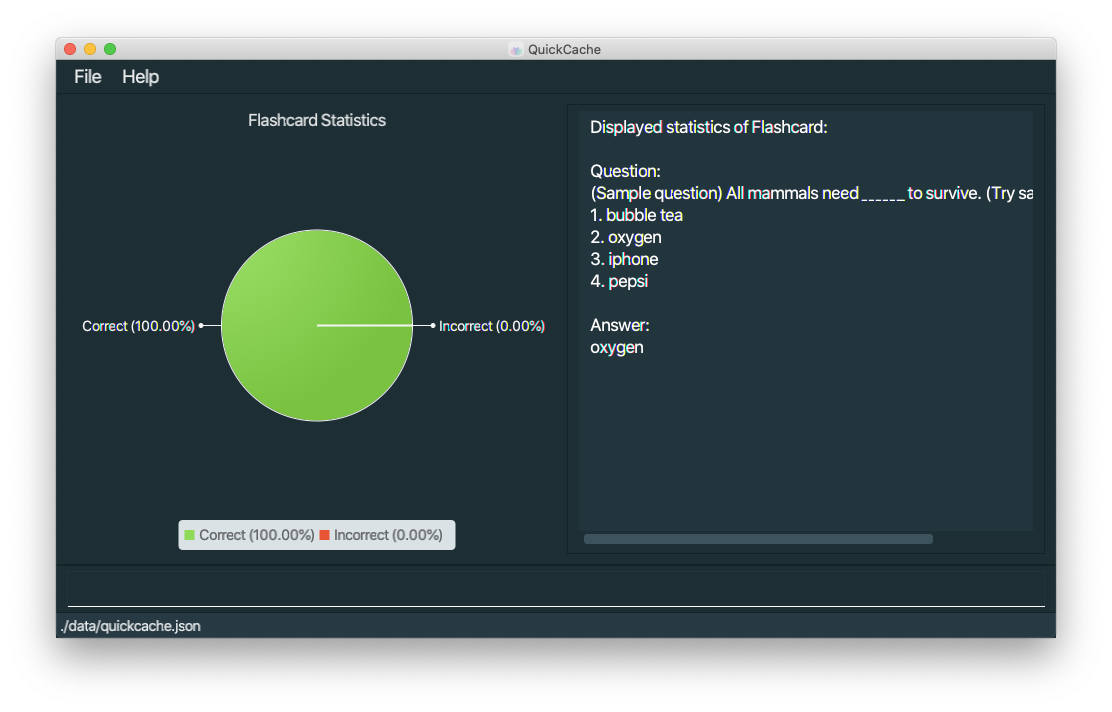 QuickCache
File Help
Flashcard Statistics
Correct (100.00%)
Incorrect (0.00%)
Correct (100.00%) Incorrect (0.00%)
Displayed statistics of Flashcard:
Question:
(Sample question) All mammals need ______ to survive. (Try sa
1. bubble tea
2. oxygen
3. iphone
4. pepsi
Answer:
oxygen
./data/quickcache.json